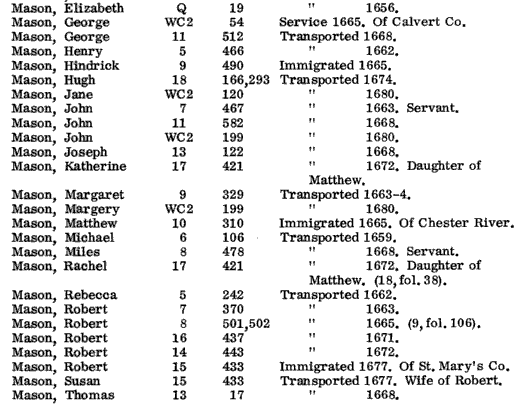 Mason, Elizabeth Q 19 " 1656.
Mason, George WC2 54 Service 1665. Of Calvert Co.
Mason, George 11 512 Transported 1668.
Mason, Henry 5 466 " 1662.
Mason, Hindrick 9 490 Immigrated 1665.
Mason, Hugh 18 166,293 Transported 1674.
Mason, Jane WC2 120 " 1680.
Mason, John 7 467 " 1663. Servant.
Mason, John 11 582 " 1668.
Mason, John WC2 199 " 1680.
Mason, Joseph 13 122 " 1668.
Mason, Katherine 17 421 " 1672. Daughter of
Matthew.
Mason, Margaret 9 329 Transported 1663-4.
Mason, Margery WC2 199 " 1680.
Mason, Matthew 10 310 Immigrated 1665. Of Chester River.
Mason, Michael 6 106 Transported 1659.
Mason, Miles 8 478 " 1668. Servant.
Mason, Rachel 17 421 " 1672. Daughter of
Matthew. (18, fol. 38).
Mason, Rebecca 5 242 Transported 1662.
Mason, Robert 7 370 " 1663.
Mason, Robert 8 501,502 " 1665. (9, fol. 106).
Mason, Robert 16 437 " 1671.
Mason, Robert 14 443 " 1672.
Mason, Robert 15 433 Immigrated 1677. Of St. Mary's Co.
Mason, Susan 15 433 Transported 1677. Wife of Robert.
Mason, Thomas 13 17 " 1668.